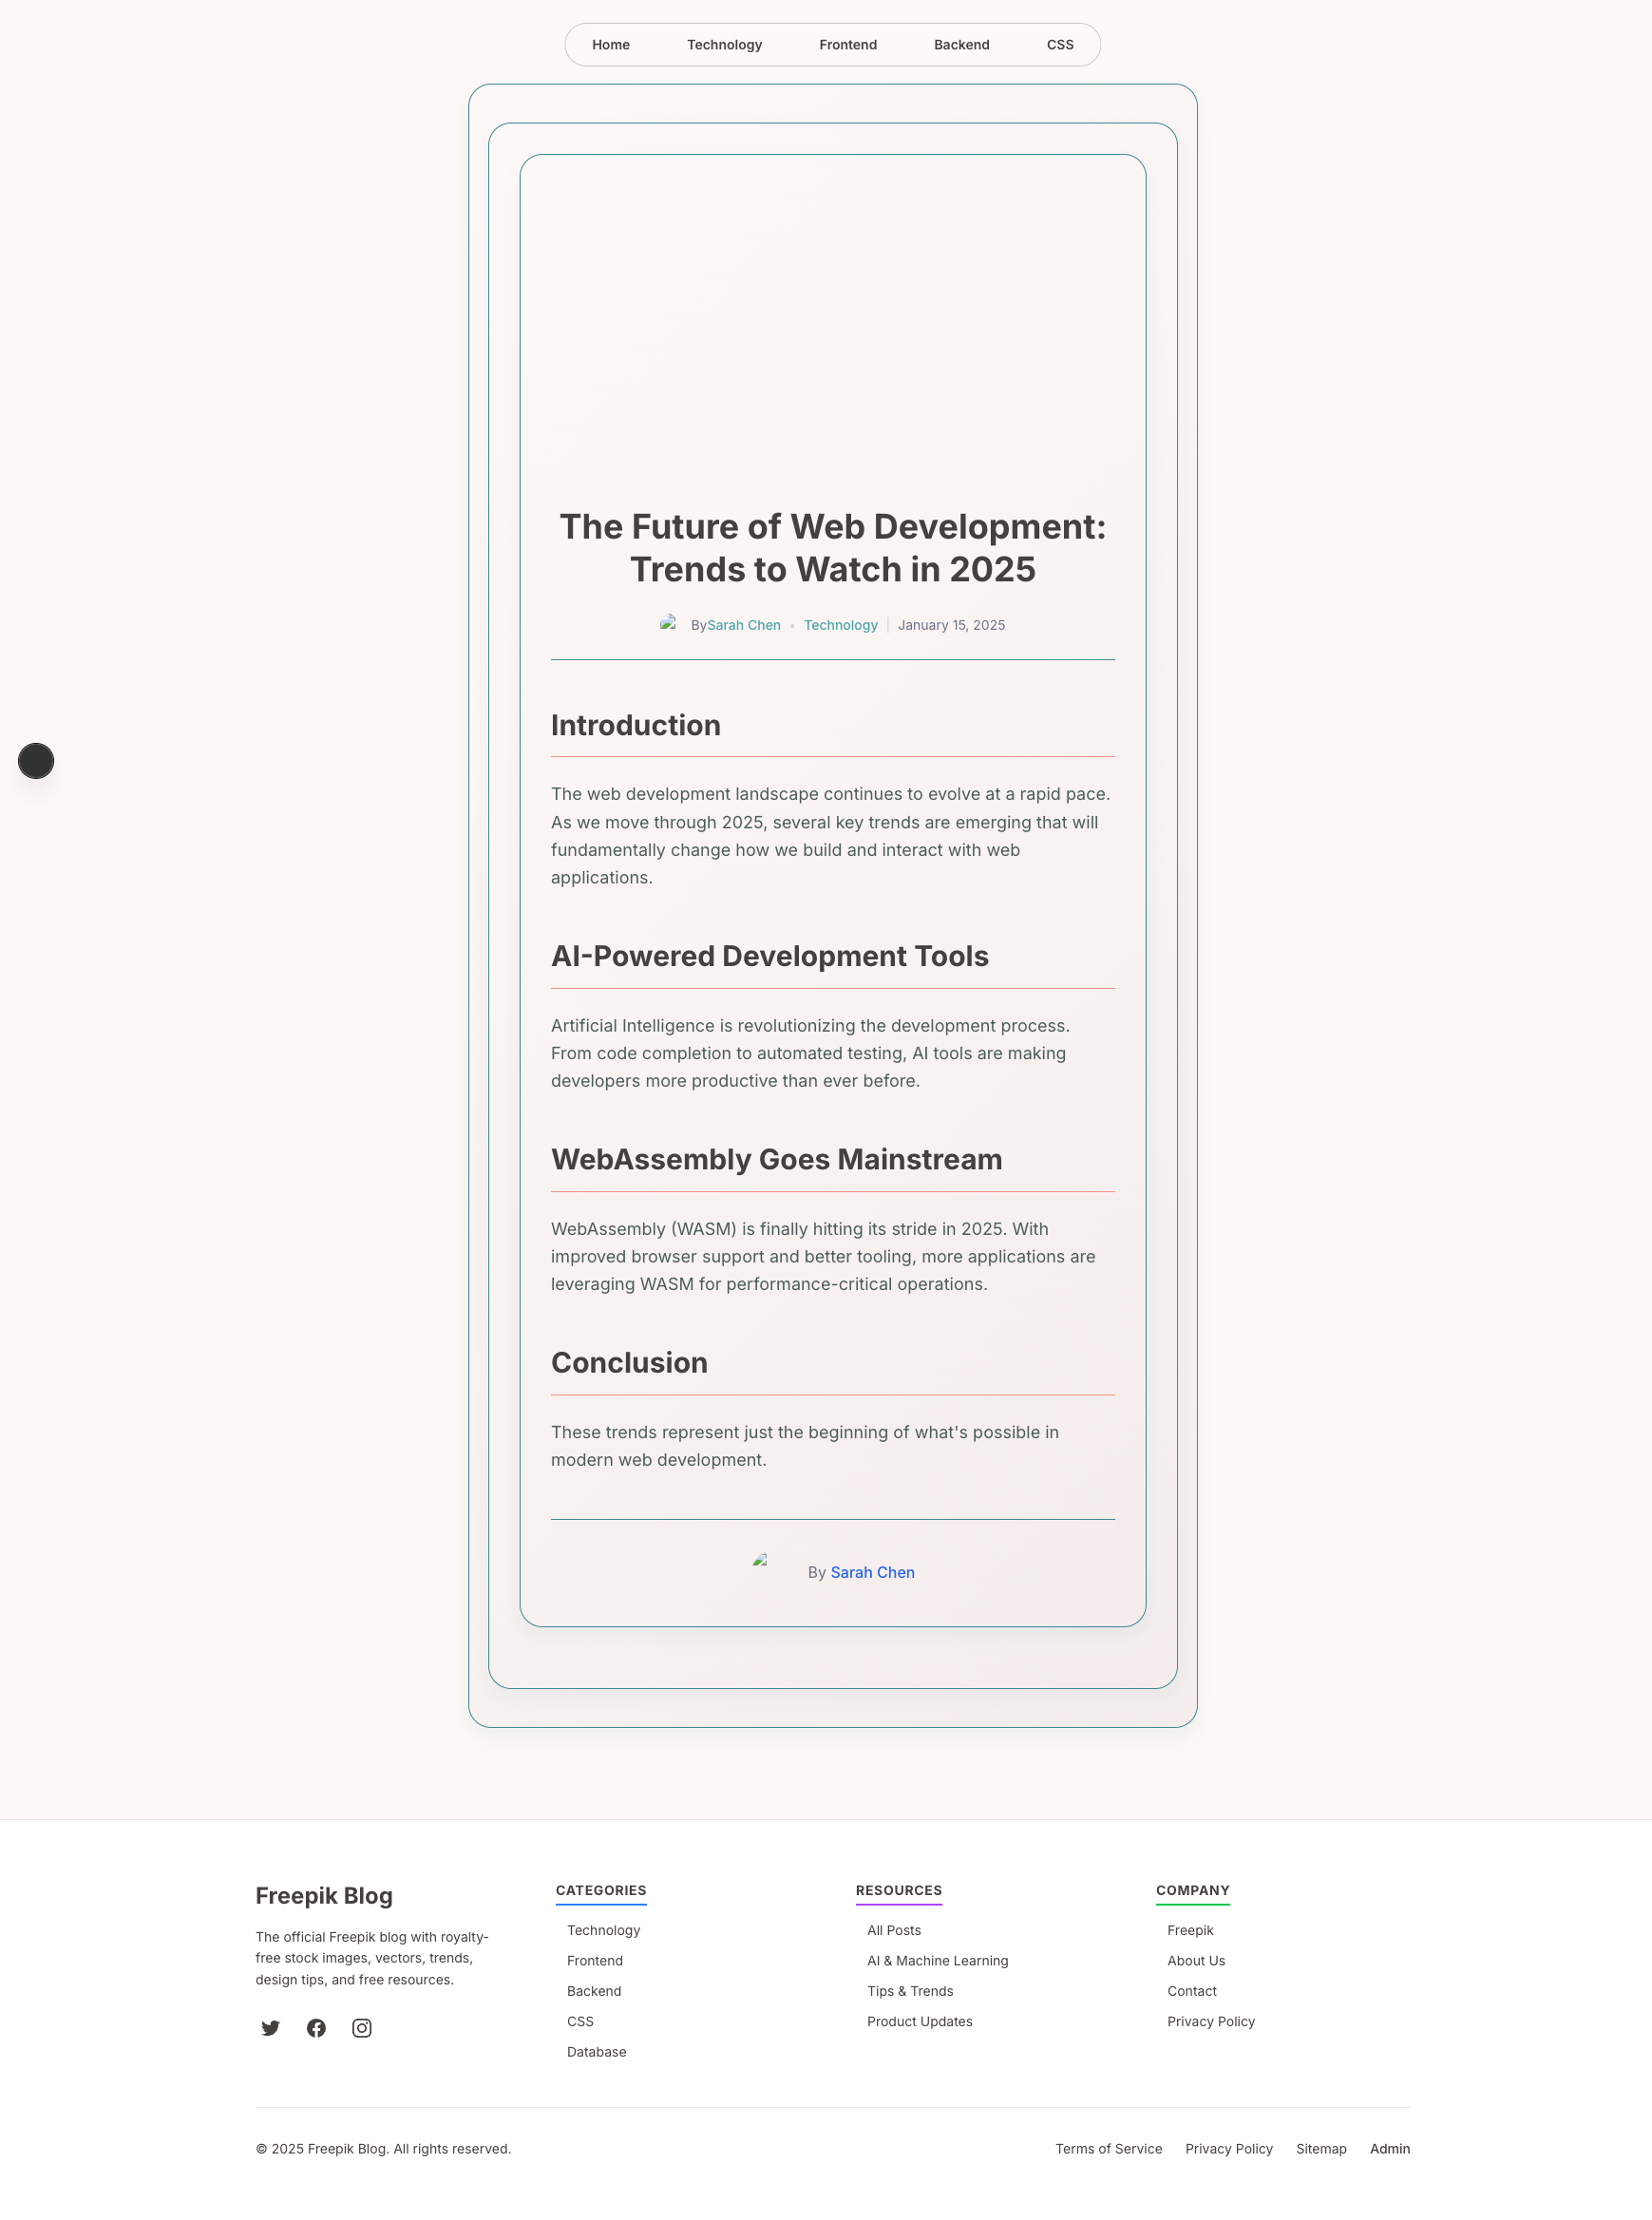 Home Technology Frontend Backend CSS
The Future of Web Development:
Trends to Watch in 2025
BySarah Chen • Technology | January 15, 2025
Introduction
The web development landscape continues to evolve at a rapid pace.
As we move through 2025, several key trends are emerging that will
fundamentally change how we build and interact with web
applications.
AI-Powered Development Tools
Artificial Intelligence is revolutionizing the development process.
From code completion to automated testing, AI tools are making
developers more productive than ever before.
WebAssembly Goes Mainstream
WebAssembly (WASM) is finally hitting its stride in 2025. With
improved browser support and better tooling, more applications are
leveraging WASM for performance-critical operations.
Conclusion
These trends represent just the beginning of what's possible in
modern web development.
By Sarah Chen
Freepik Blog
The official Freepik blog with royalty-
free stock images, vectors, trends,
design tips, and free resources.
CATEGORIES
Technology
Frontend
Backend
CSS
Database
RESOURCES
All Posts
AI & Machine Learning
Tips & Trends
Product Updates
COMPANY
Freepik
About Us
Contact
Privacy Policy
© 2025 Freepik Blog. All rights reserved.
Terms of Service Privacy Policy Sitemap Admin